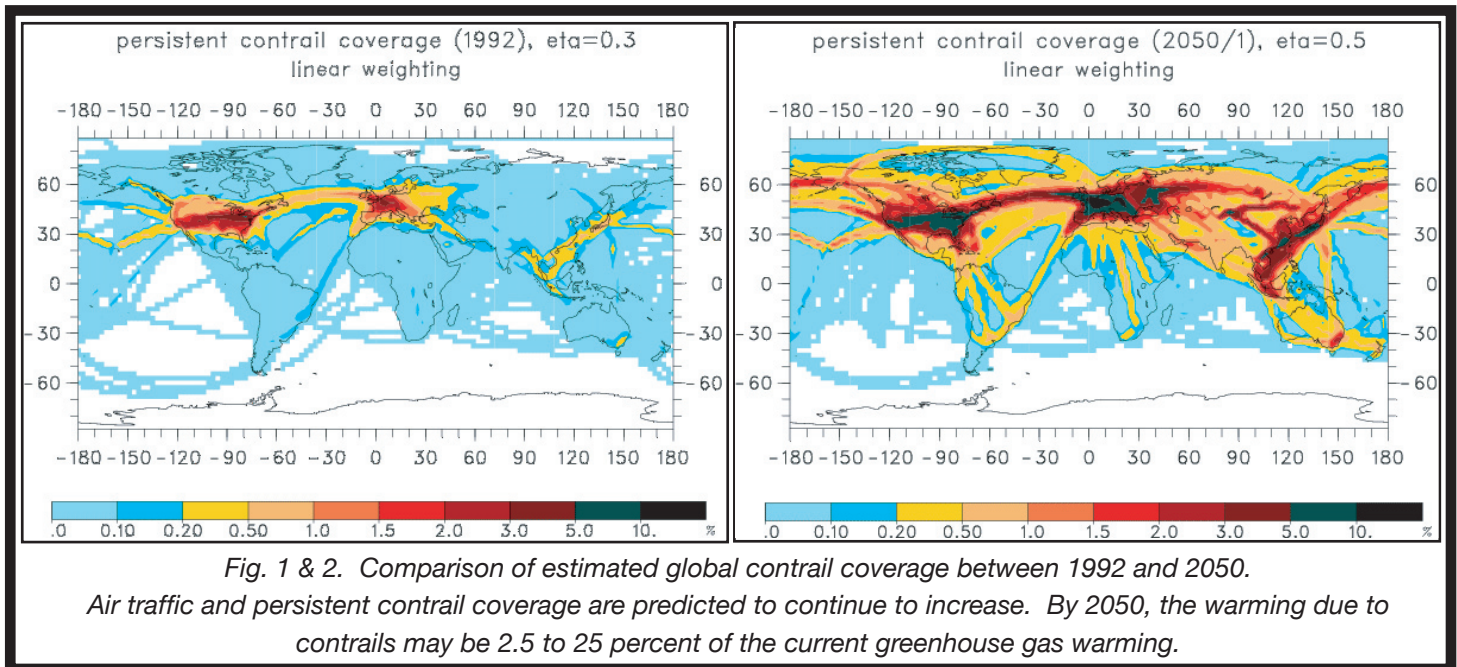 persistent contrail coverage (1992), eta=0.3
linear weighting
-180 -150 -120 -90 -60 -30 0 30 60 90 120 150 180
60 60
30 30
0 0
-30 -30
-60 -60
-180 -150 -120 -90 -60 -30 0 30 60 90 120 150 180
.0 0.10 0.20 0.50 1.0 1.5 2.0 3.0 5.0 10. %
persistent contrail coverage (2050/1), eta=0.5
linear weighting
-180 -150 -120 -90 -60 -30 0 30 60 90 120 150 180
60 60
30 30
0 0
-30 -30
-60 -60
-180 -150 -120 -90 -60 -30 0 30 60 90 120 150 180
.0 0.10 0.20 0.50 1.0 1.5 2.0 3.0 5.0 10. %
Fig. 1 & 2. Comparison of estimated global contrail coverage between 1992 and 2050.
Air traffic and persistent contrail coverage are predicted to continue to increase. By 2050, the warming due to
contrails may be 2.5 to 25 percent of the current greenhouse gas warming.